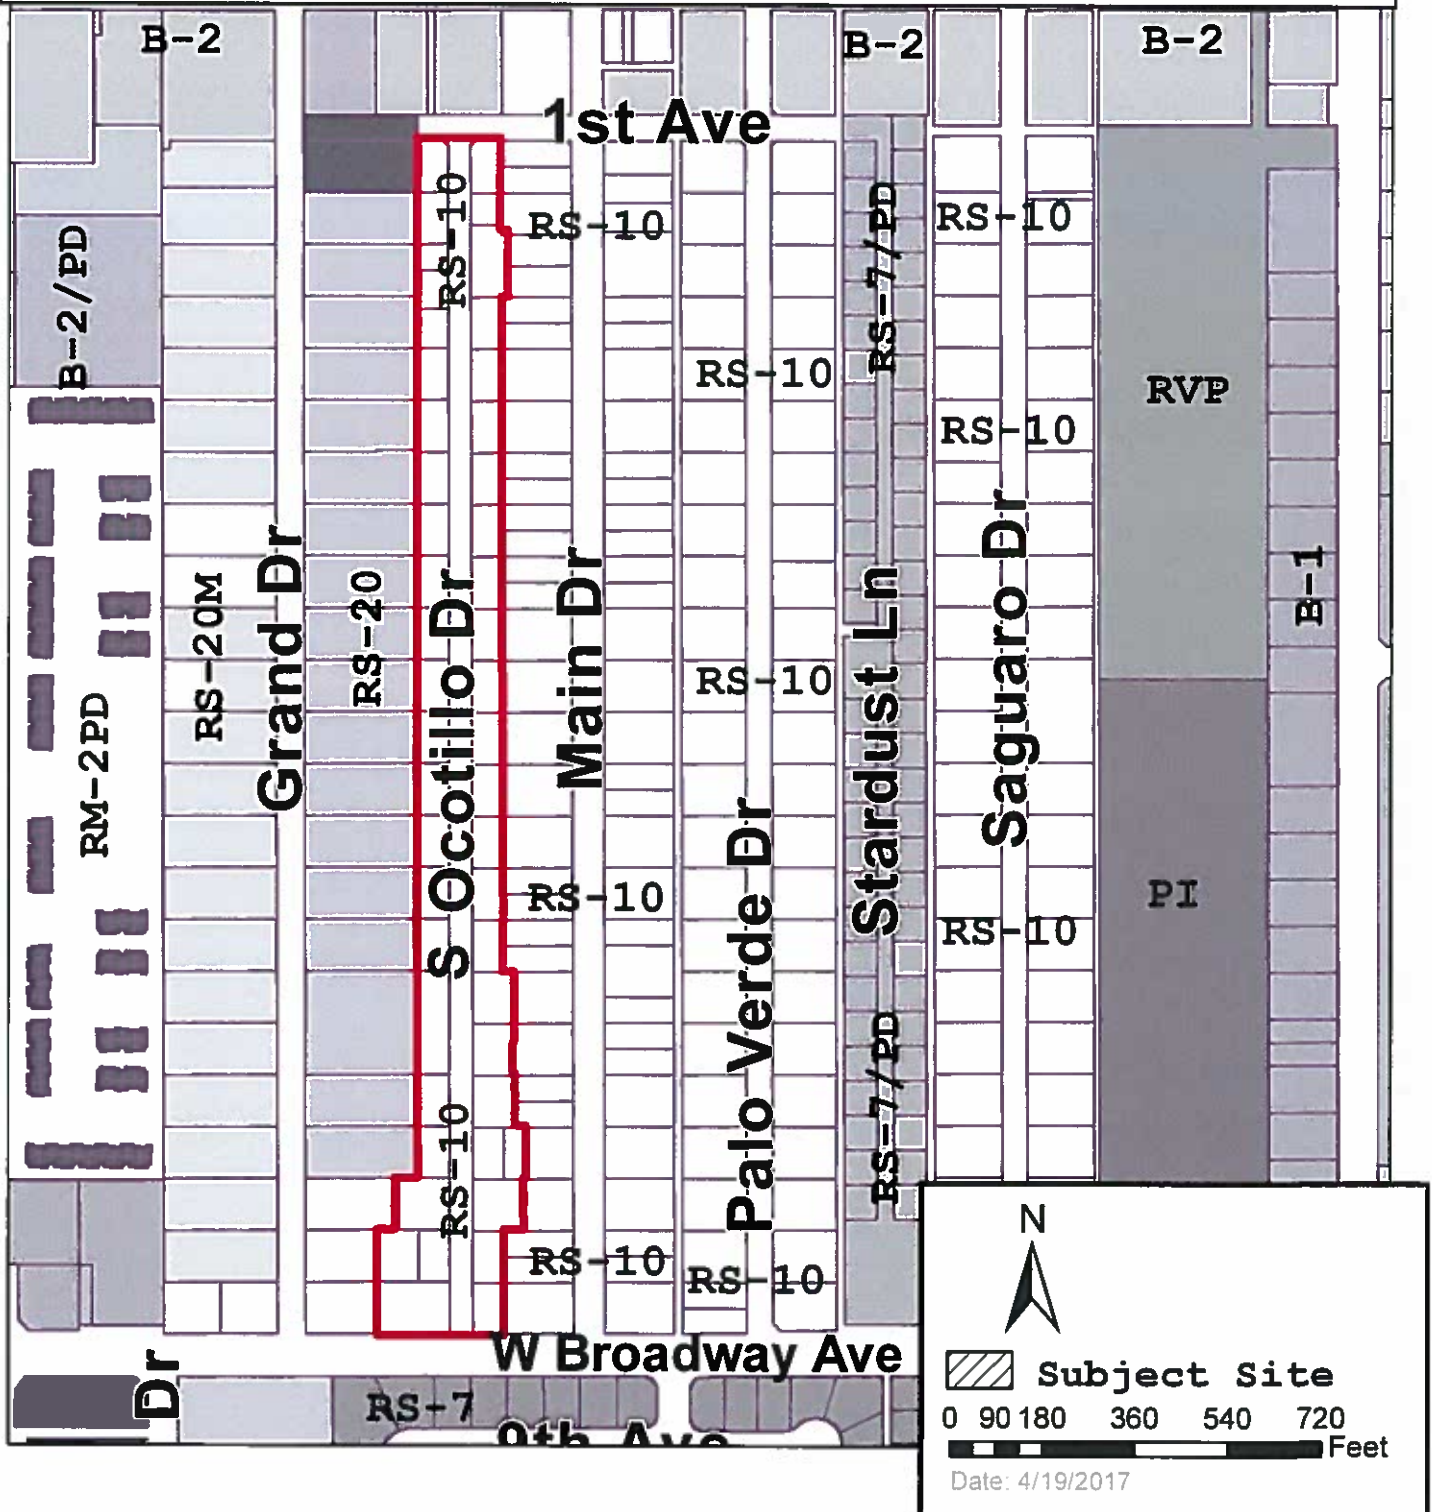 B-2
B-2
B-2
1st Ave
RS-10
RS-10
RS-7/PD
RS-10
B-2/PD
RS-10
RVP
RS-10
RS-20M
Grand Dr
RS-20
S Ocotillo Dr
Main Dr
RS-10
Palo Verde Dr
Stardust Ln
Saguaro Dr
B-1
RM-2PD
RS-10
PI
RS-10
RS-10
RS-7/PD
RS-10
RS-10
W Broadway Ave
Dr
RS-7
9th Ave
N
Subject Site
0 90 180 360 540 720
Feet
Date: 4/19/2017